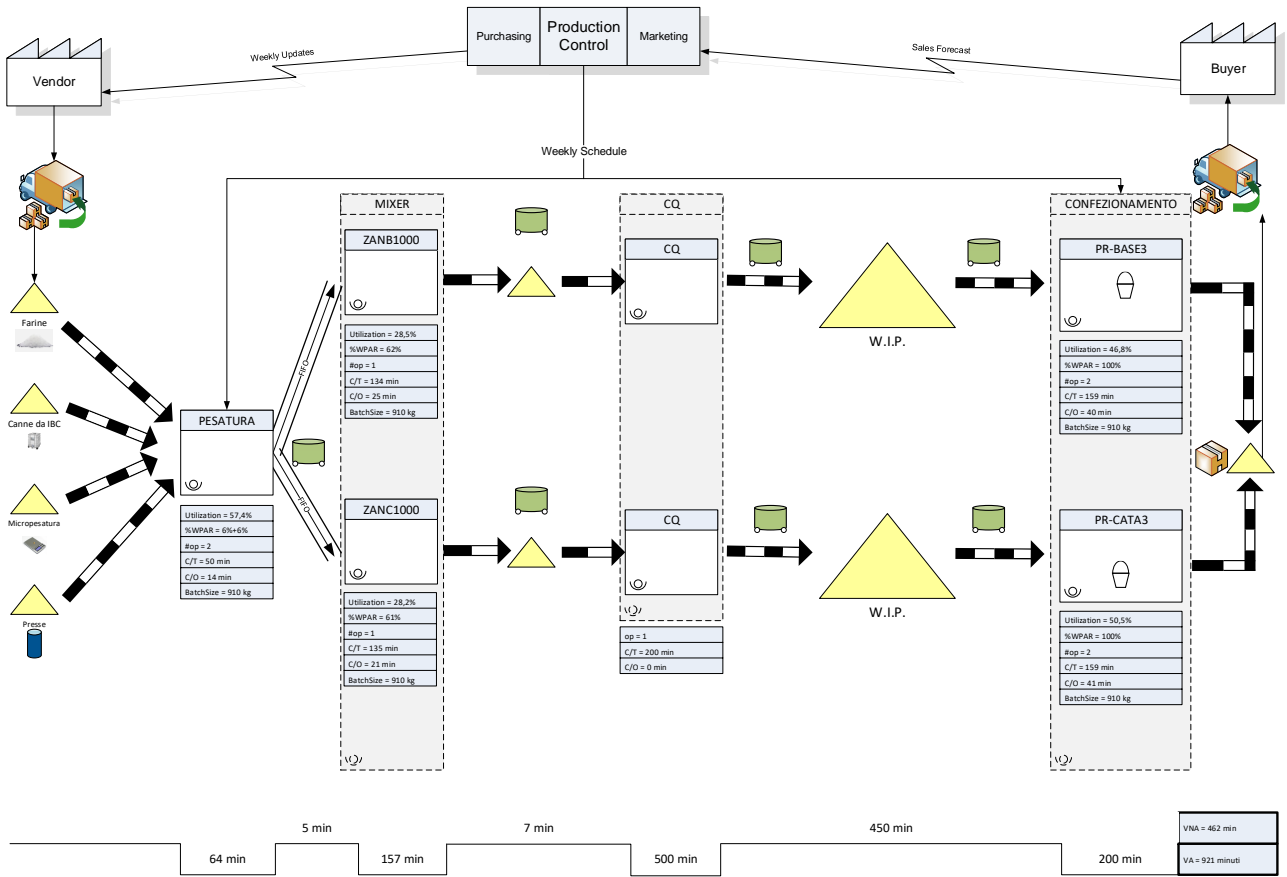 Purchasing
Production
Control
Marketing
Weekly Updates
Sales Forecast
Vendor
Buyer
Weekly Schedule
MIXER
CQ
CONFEZIONAMENTO
ZANB1000
CQ
PR-BASE3
Farine
W.I.P.
Utilization = 28,5%
%WPAR = 62%
#op = 1
C/T = 134 min
C/O = 25 min
BatchSize = 910 kg
Utilization = 46,8%
%WPAR = 100%
#op = 2
C/T = 159 min
C/O = 40 min
BatchSize = 910 kg
FIFO
Canne da IBC
PESATURA
FIFO
Micropesatura
Utilization = 57,4%
%WPAR = 6%+6%
#op = 2
C/T = 50 min
C/O = 14 min
BatchSize = 910 kg
Presse
ZANC1000
CQ
PR-CATA3
W.I.P.
Utilization = 28,2%
%WPAR = 61%
#op = 1
C/T = 135 min
C/O = 21 min
BatchSize = 910 kg
op = 1
C/T = 200 min
C/O = 0 min
Utilization = 50,5%
%WPAR = 100%
#op = 2
C/T = 159 min
C/O = 41 min
BatchSize = 910 kg
5 min
7 min
450 min
VNA = 462 min
64 min
157 min
500 min
200 min
VA = 921 minuti